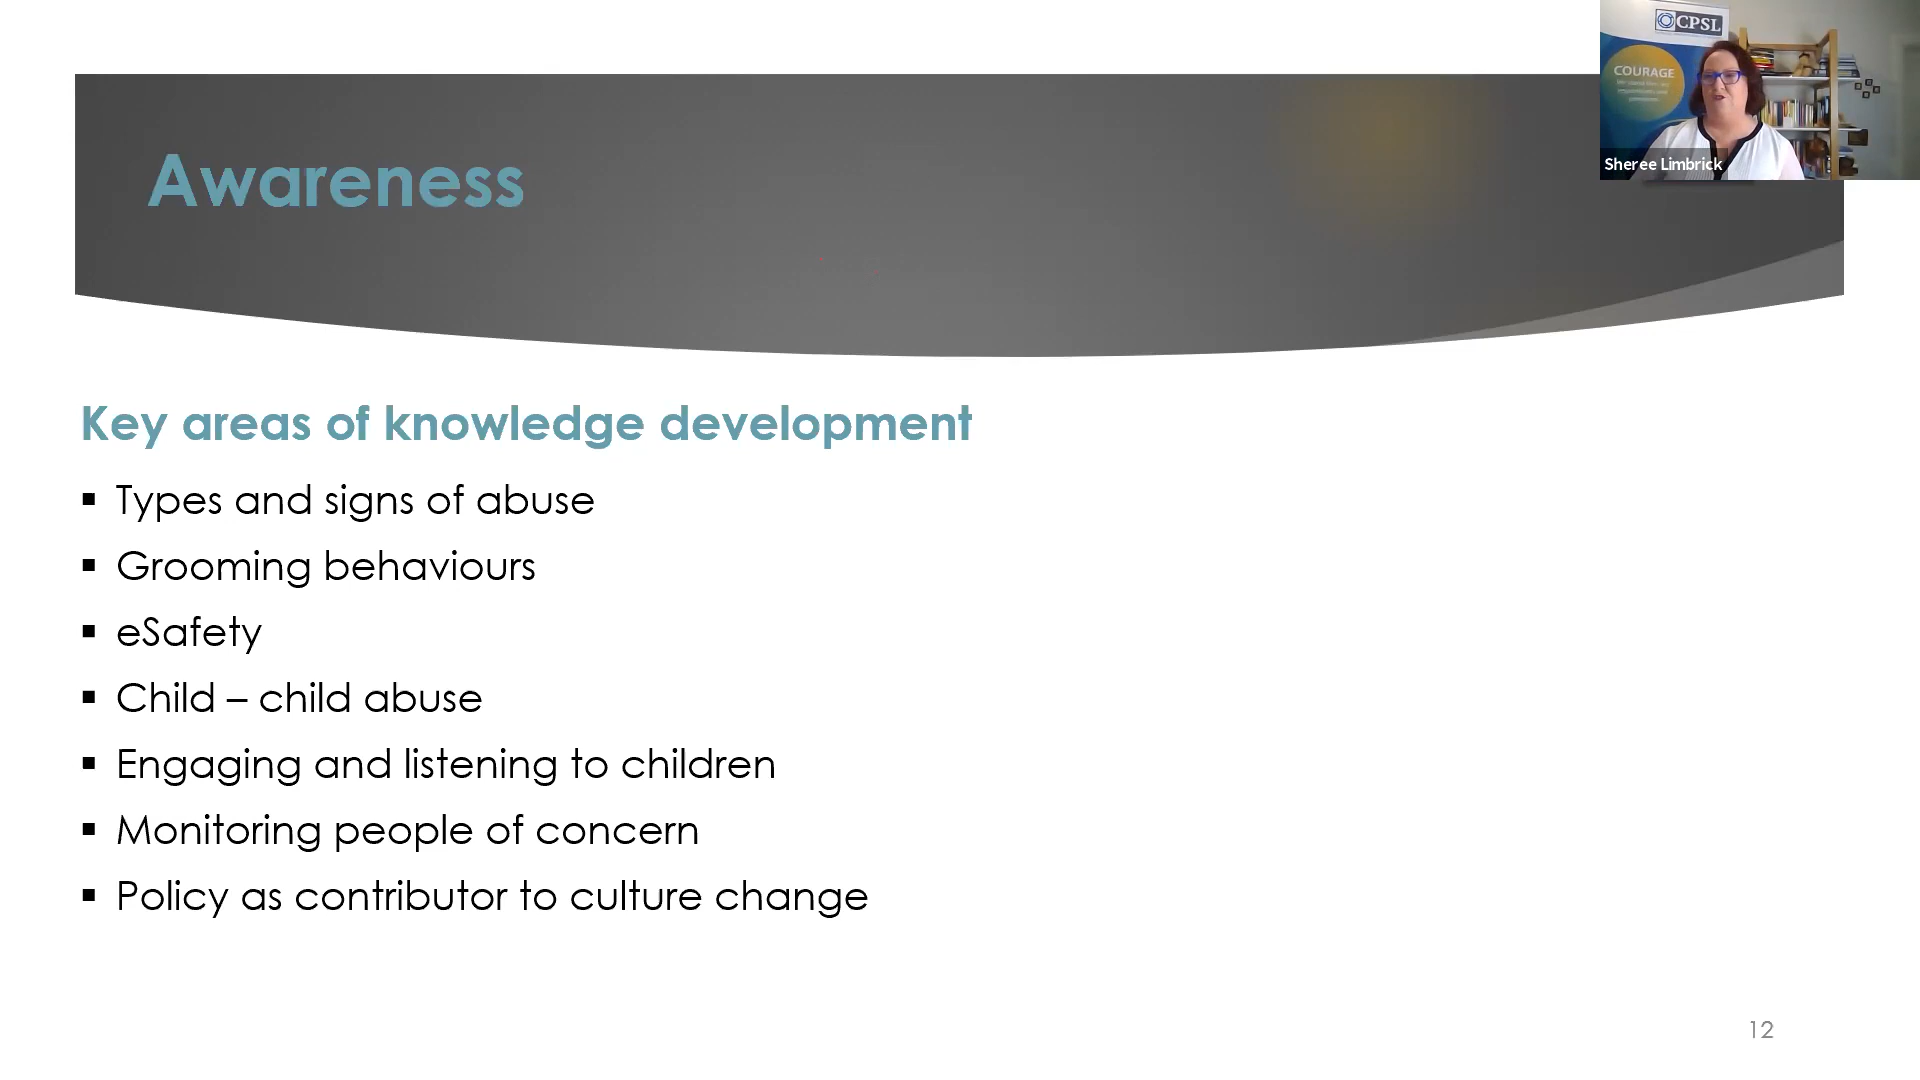 CPSL
COURAGE
Sheree Limbrick
Awareness
Key areas of knowledge development
▪ Types and signs of abuse
▪ Grooming behaviours
▪ eSafety
▪ Child – child abuse
▪ Engaging and listening to children
▪ Monitoring people of concern
▪ Policy as contributor to culture change
12